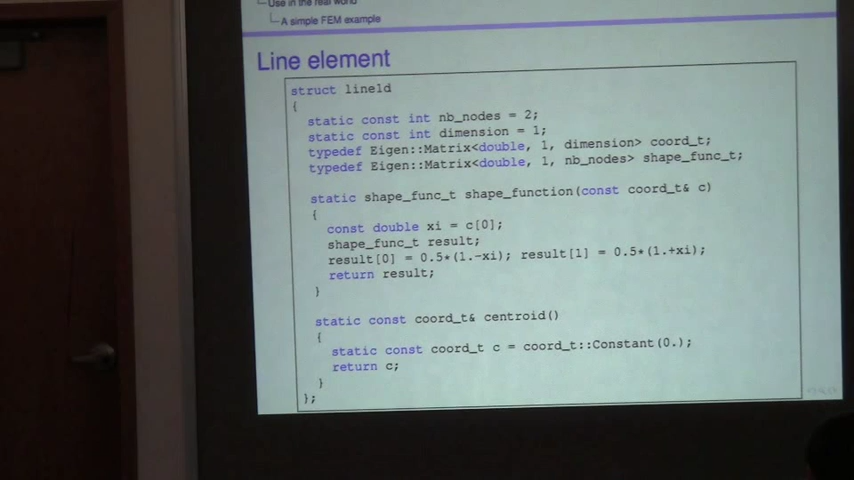 Use in the real world
A simple FEM example
Line element
struct line1d
{
static const int nb_nodes = 2;
static const int dimension = 1;
typedef Eigen::Matrix<double, 1, dimension> coord_t;
typedef Eigen::Matrix<double, 1, nb_nodes> shape_func_t;
static shape_func_t shape_function(const coord_t& c)
{
const double xi = c[0];
shape_func_t result;
result[0] = 0.5*(1.-xi); result[1] = 0.5*(1.+xi);
return result;
}
static const coord_t& centroid()
{
static const coord_t c = coord_t::Constant(0.);
return c;
}
};